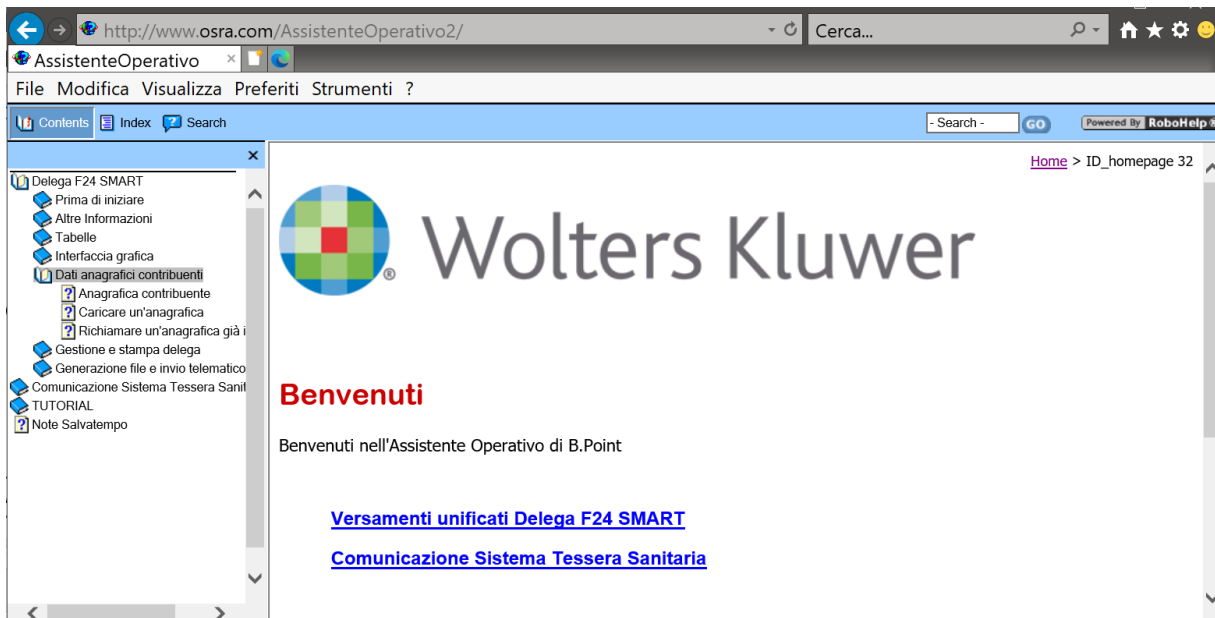 http://www.osra.com/AssistenteOperativo2/
Cerca...
AssistenteOperativo
File Modifica Visualizza Preferiti Strumenti ?
Contents Index Search
- Search - GO Powered By RoboHelp
Home > ID_homepage 32
Delega F24 SMART
Prima di iniziare
Altre Informazioni
Tabelle
Interfaccia grafica
Dati anagrafici contribuenti
Anagrafica contribuente
Caricare un'anagrafica
Richiamare un'anagrafica già i
Gestione e stampa delega
Generazione file e invio telematico
Comunicazione Sistema Tessera Sanit
TUTORIAL
Note Salvatempo
Wolters Kluwer
Benvenuti
Benvenuti nell'Assistente Operativo di B.Point
Versamenti unificati Delega F24 SMART
Comunicazione Sistema Tessera Sanitaria